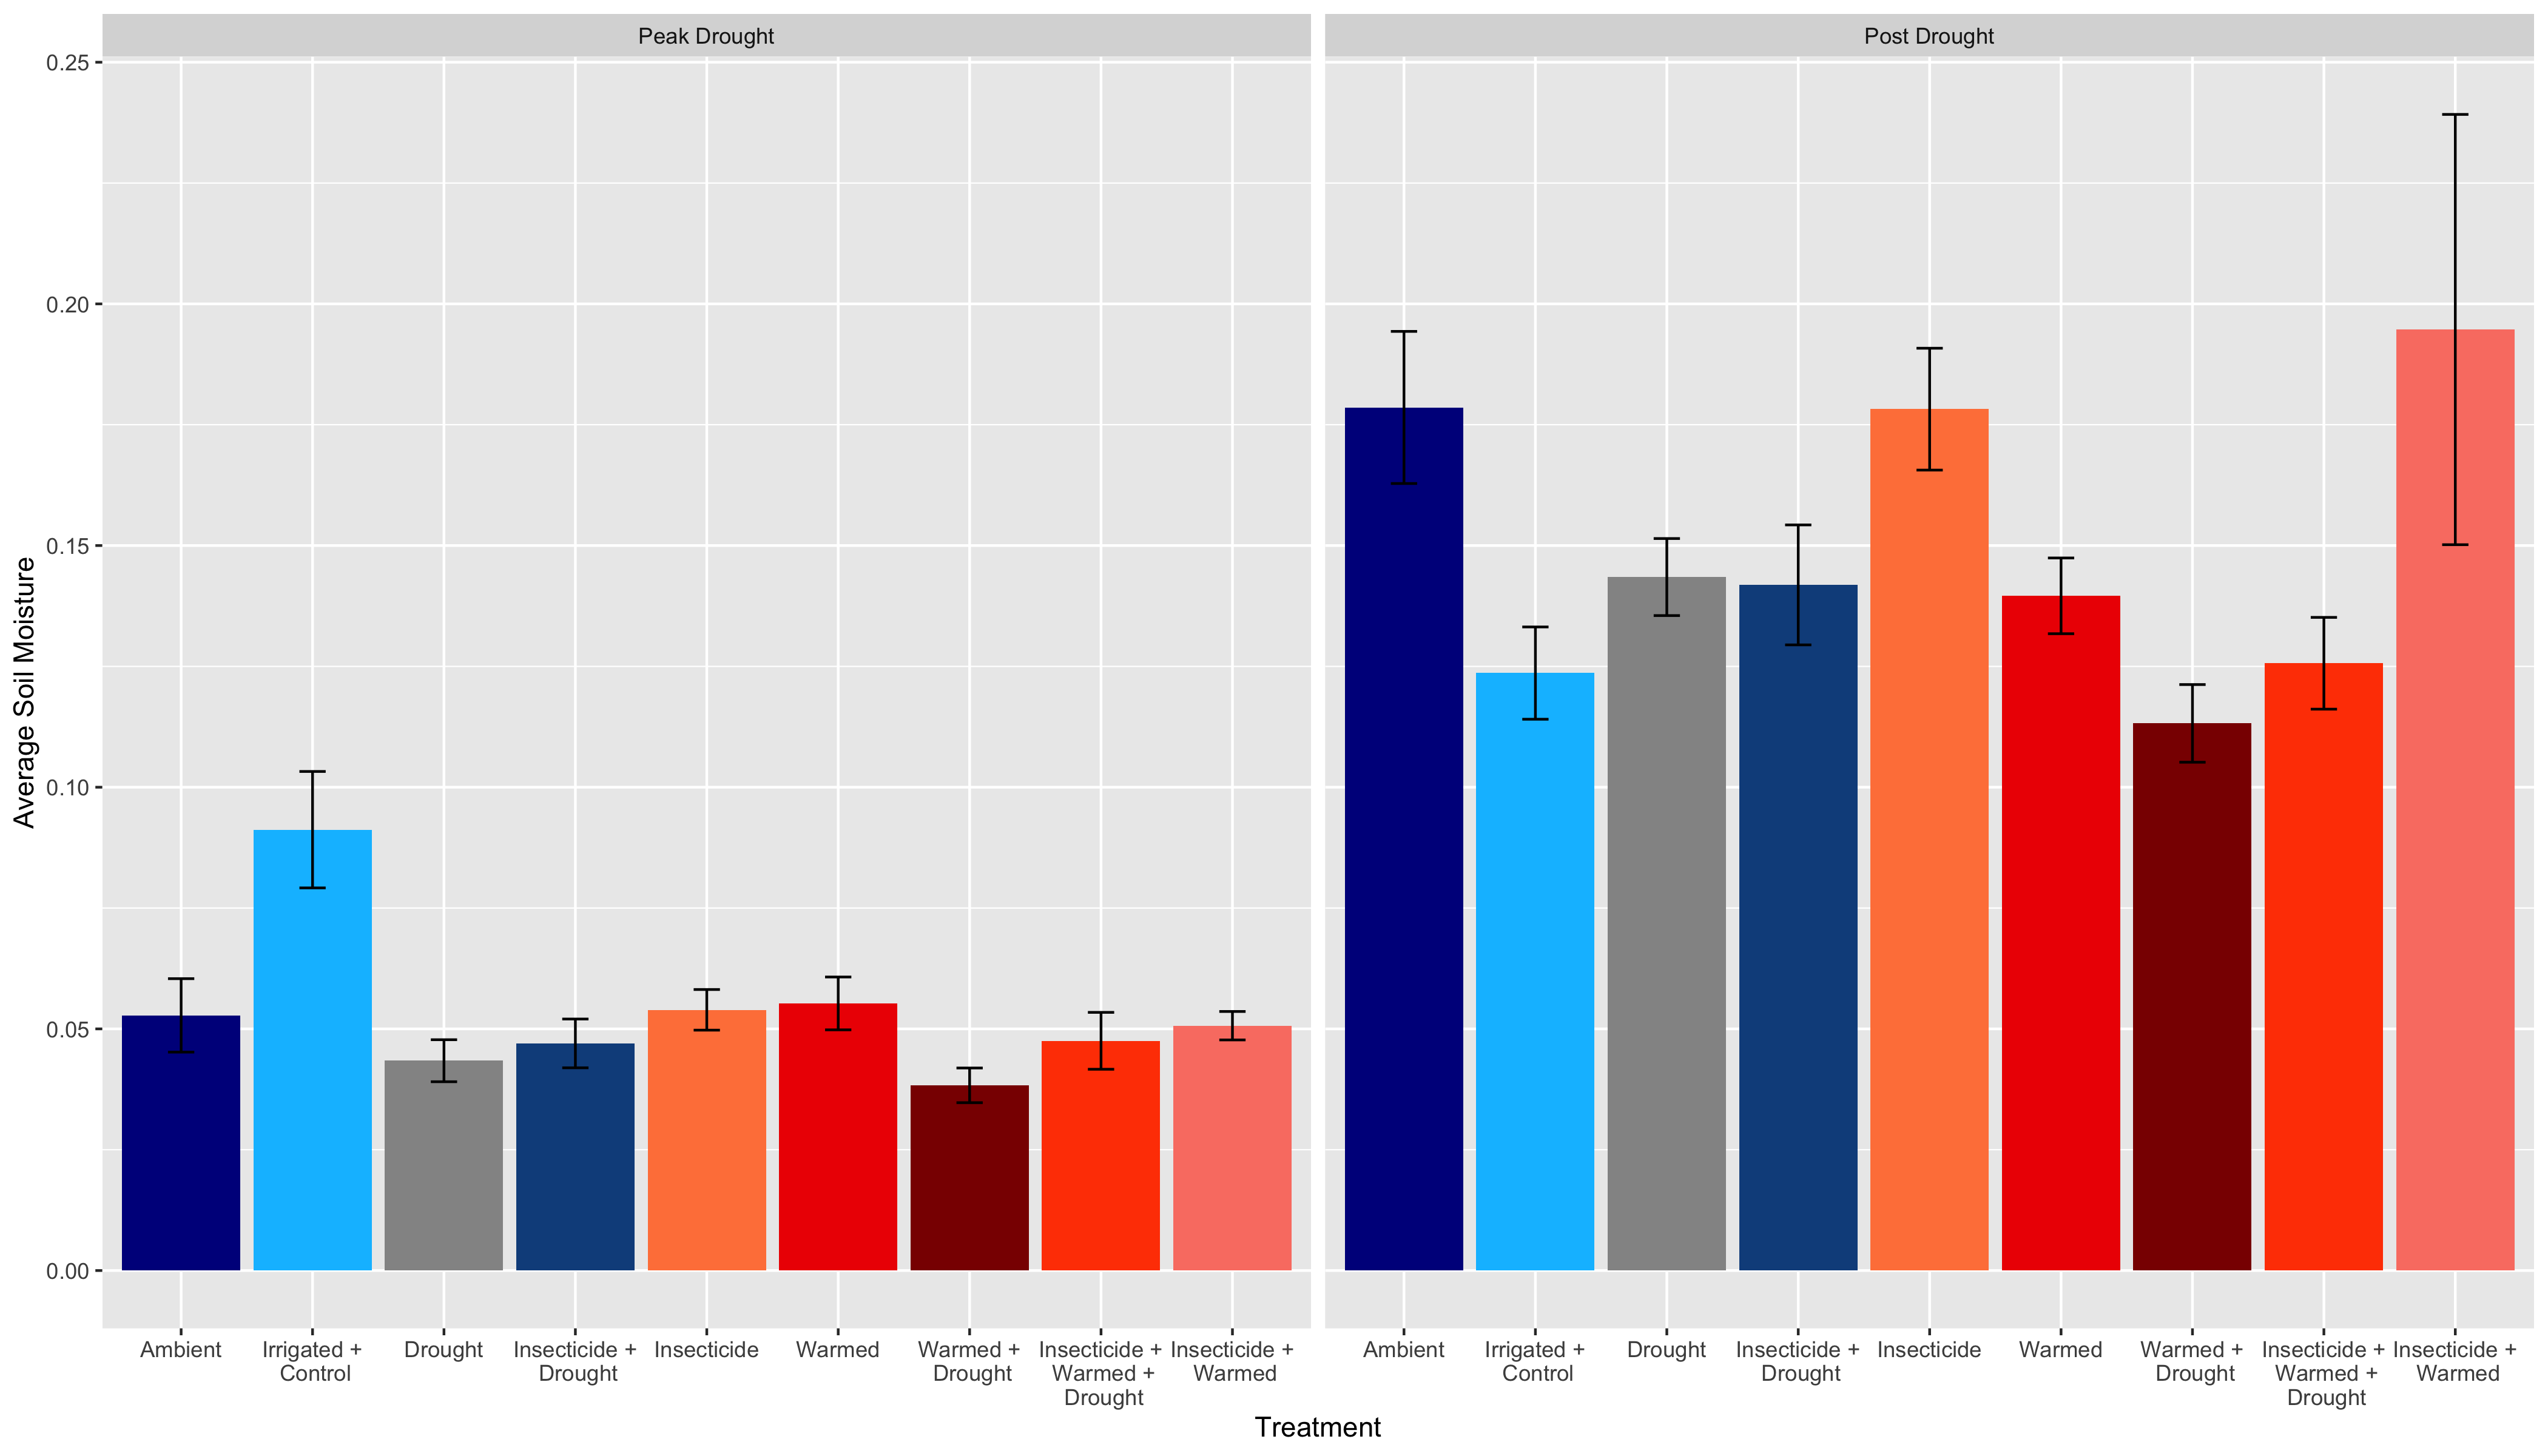 Peak Drought
Post Drought
0.25
0.20
0.15
0.10
0.05
0.00
Average Soil Moisture
Ambient
Irrigated +
Control
Drought
Insecticide +
Drought
Insecticide
Warmed
Warmed +
Drought
Insecticide +
Warmed +
Drought
Insecticide +
Warmed
Ambient
Irrigated +
Control
Drought
Insecticide +
Drought
Insecticide
Warmed
Warmed +
Drought
Insecticide +
Warmed +
Drought
Insecticide +
Warmed
Treatment